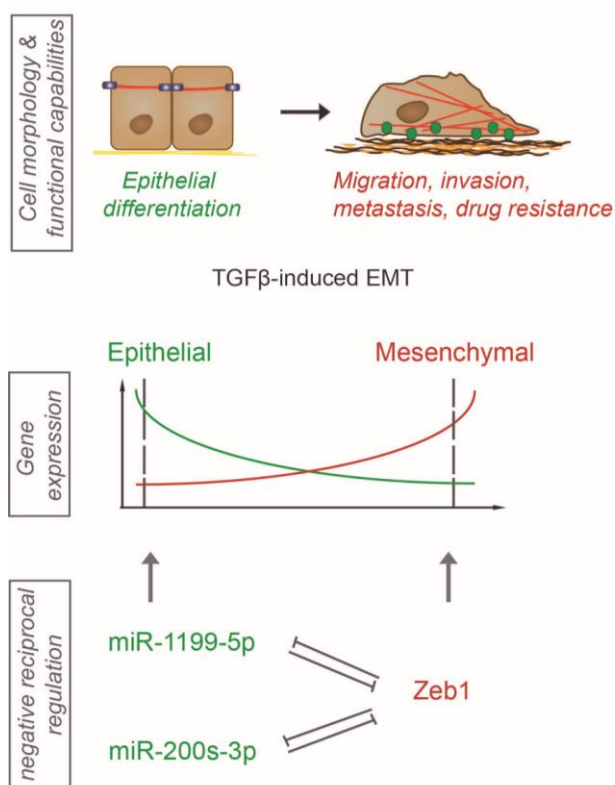 Cell morphology &
functional capabilities
Epithelial
differentiation
Migration, invasion,
metastasis, drug resistance
TGFβ-induced EMT
Gene
expression
Epithelial
Mesenchymal
negative reciprocal
regulation
miR-1199-5p
Zeb1
miR-200s-3p